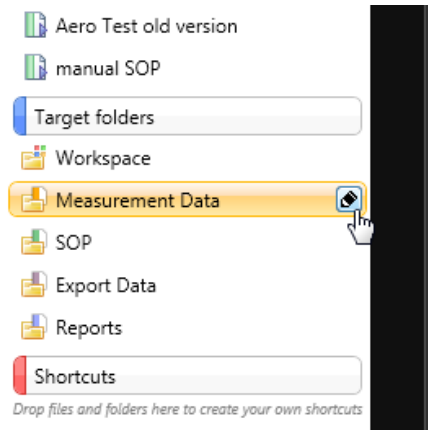 Aero Test old version
manual SOP
Target folders
Workspace
Measurement Data
SOP
Export Data
Reports
Shortcuts
Drop files and folders here to create your own shortcuts